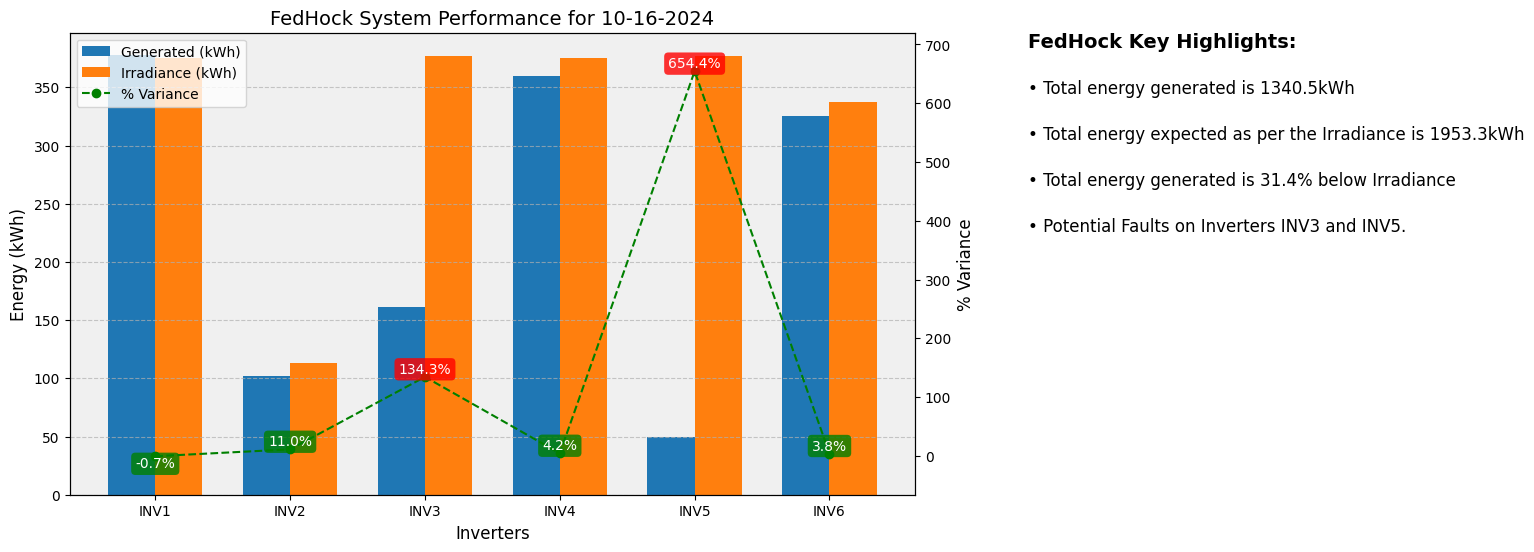 FedHock System Performance for 10-16-2024
Generated (kWh)
Irradiance (kWh)
% Variance
Energy (kWh)
350
300
250
200
150
100
50
0
700
600
500
400
300
200
100
0
% Variance
-0.7%
11.0%
134.3%
4.2%
654.4%
3.8%
INV1
INV2
INV3
INV4
INV5
INV6
Inverters
FedHock Key Highlights:
• Total energy generated is 1340.5kWh
• Total energy expected as per the Irradiance is 1953.3kWh
• Total energy generated is 31.4% below Irradiance
• Potential Faults on Inverters INV3 and INV5.